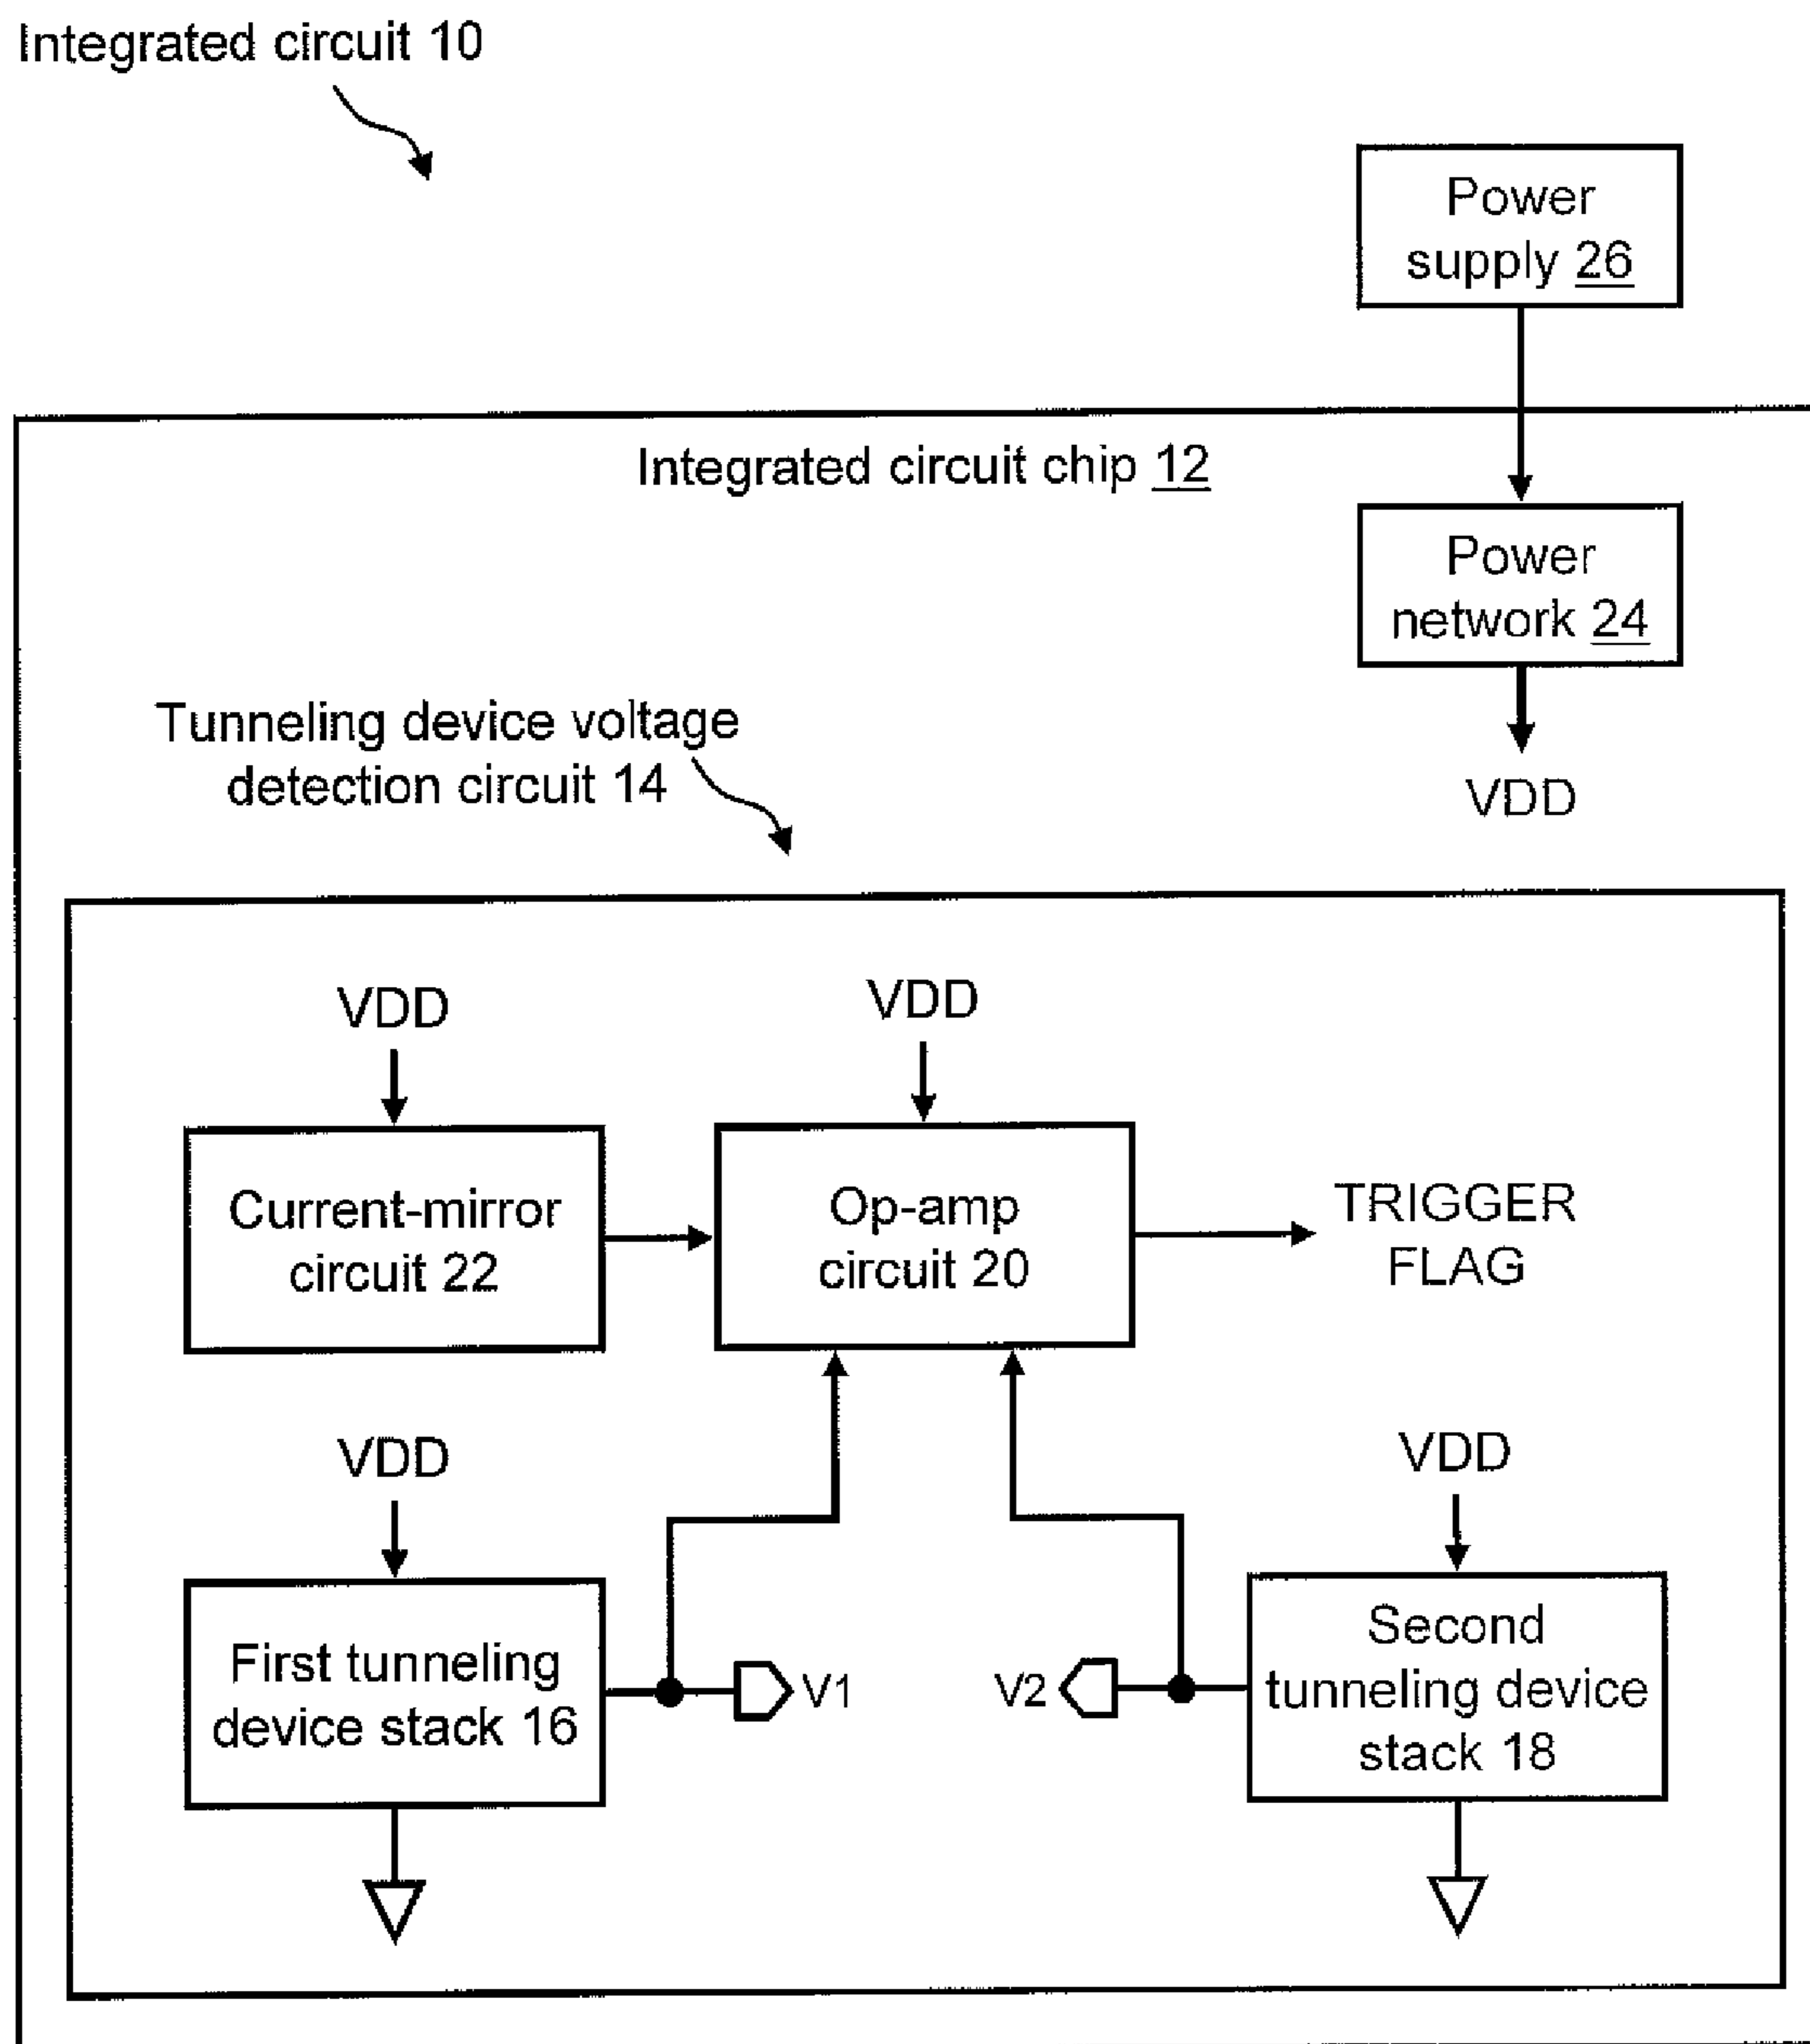 Integrated circuit 10
Power
supply 26
Integrated circuit chip 12
Power
network 24
VDD
Tunneling device voltage
detection circuit 14
VDD
VDD
Current-mirror
circuit 22
Op-amp
circuit 20
TRIGGER
FLAG
VDD
VDD
First tunneling
device stack 16
V1
V2
Second
tunneling device
stack 18